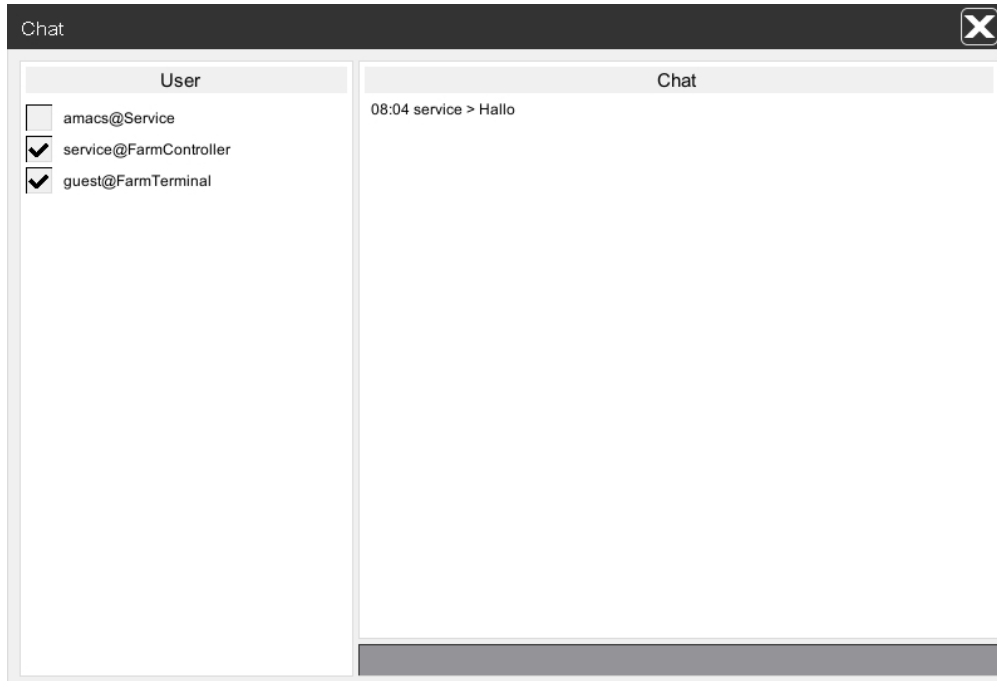 Chat
User
amacs@Service
service@FarmController
guest@FarmTerminal
Chat
08:04 service > Hallo